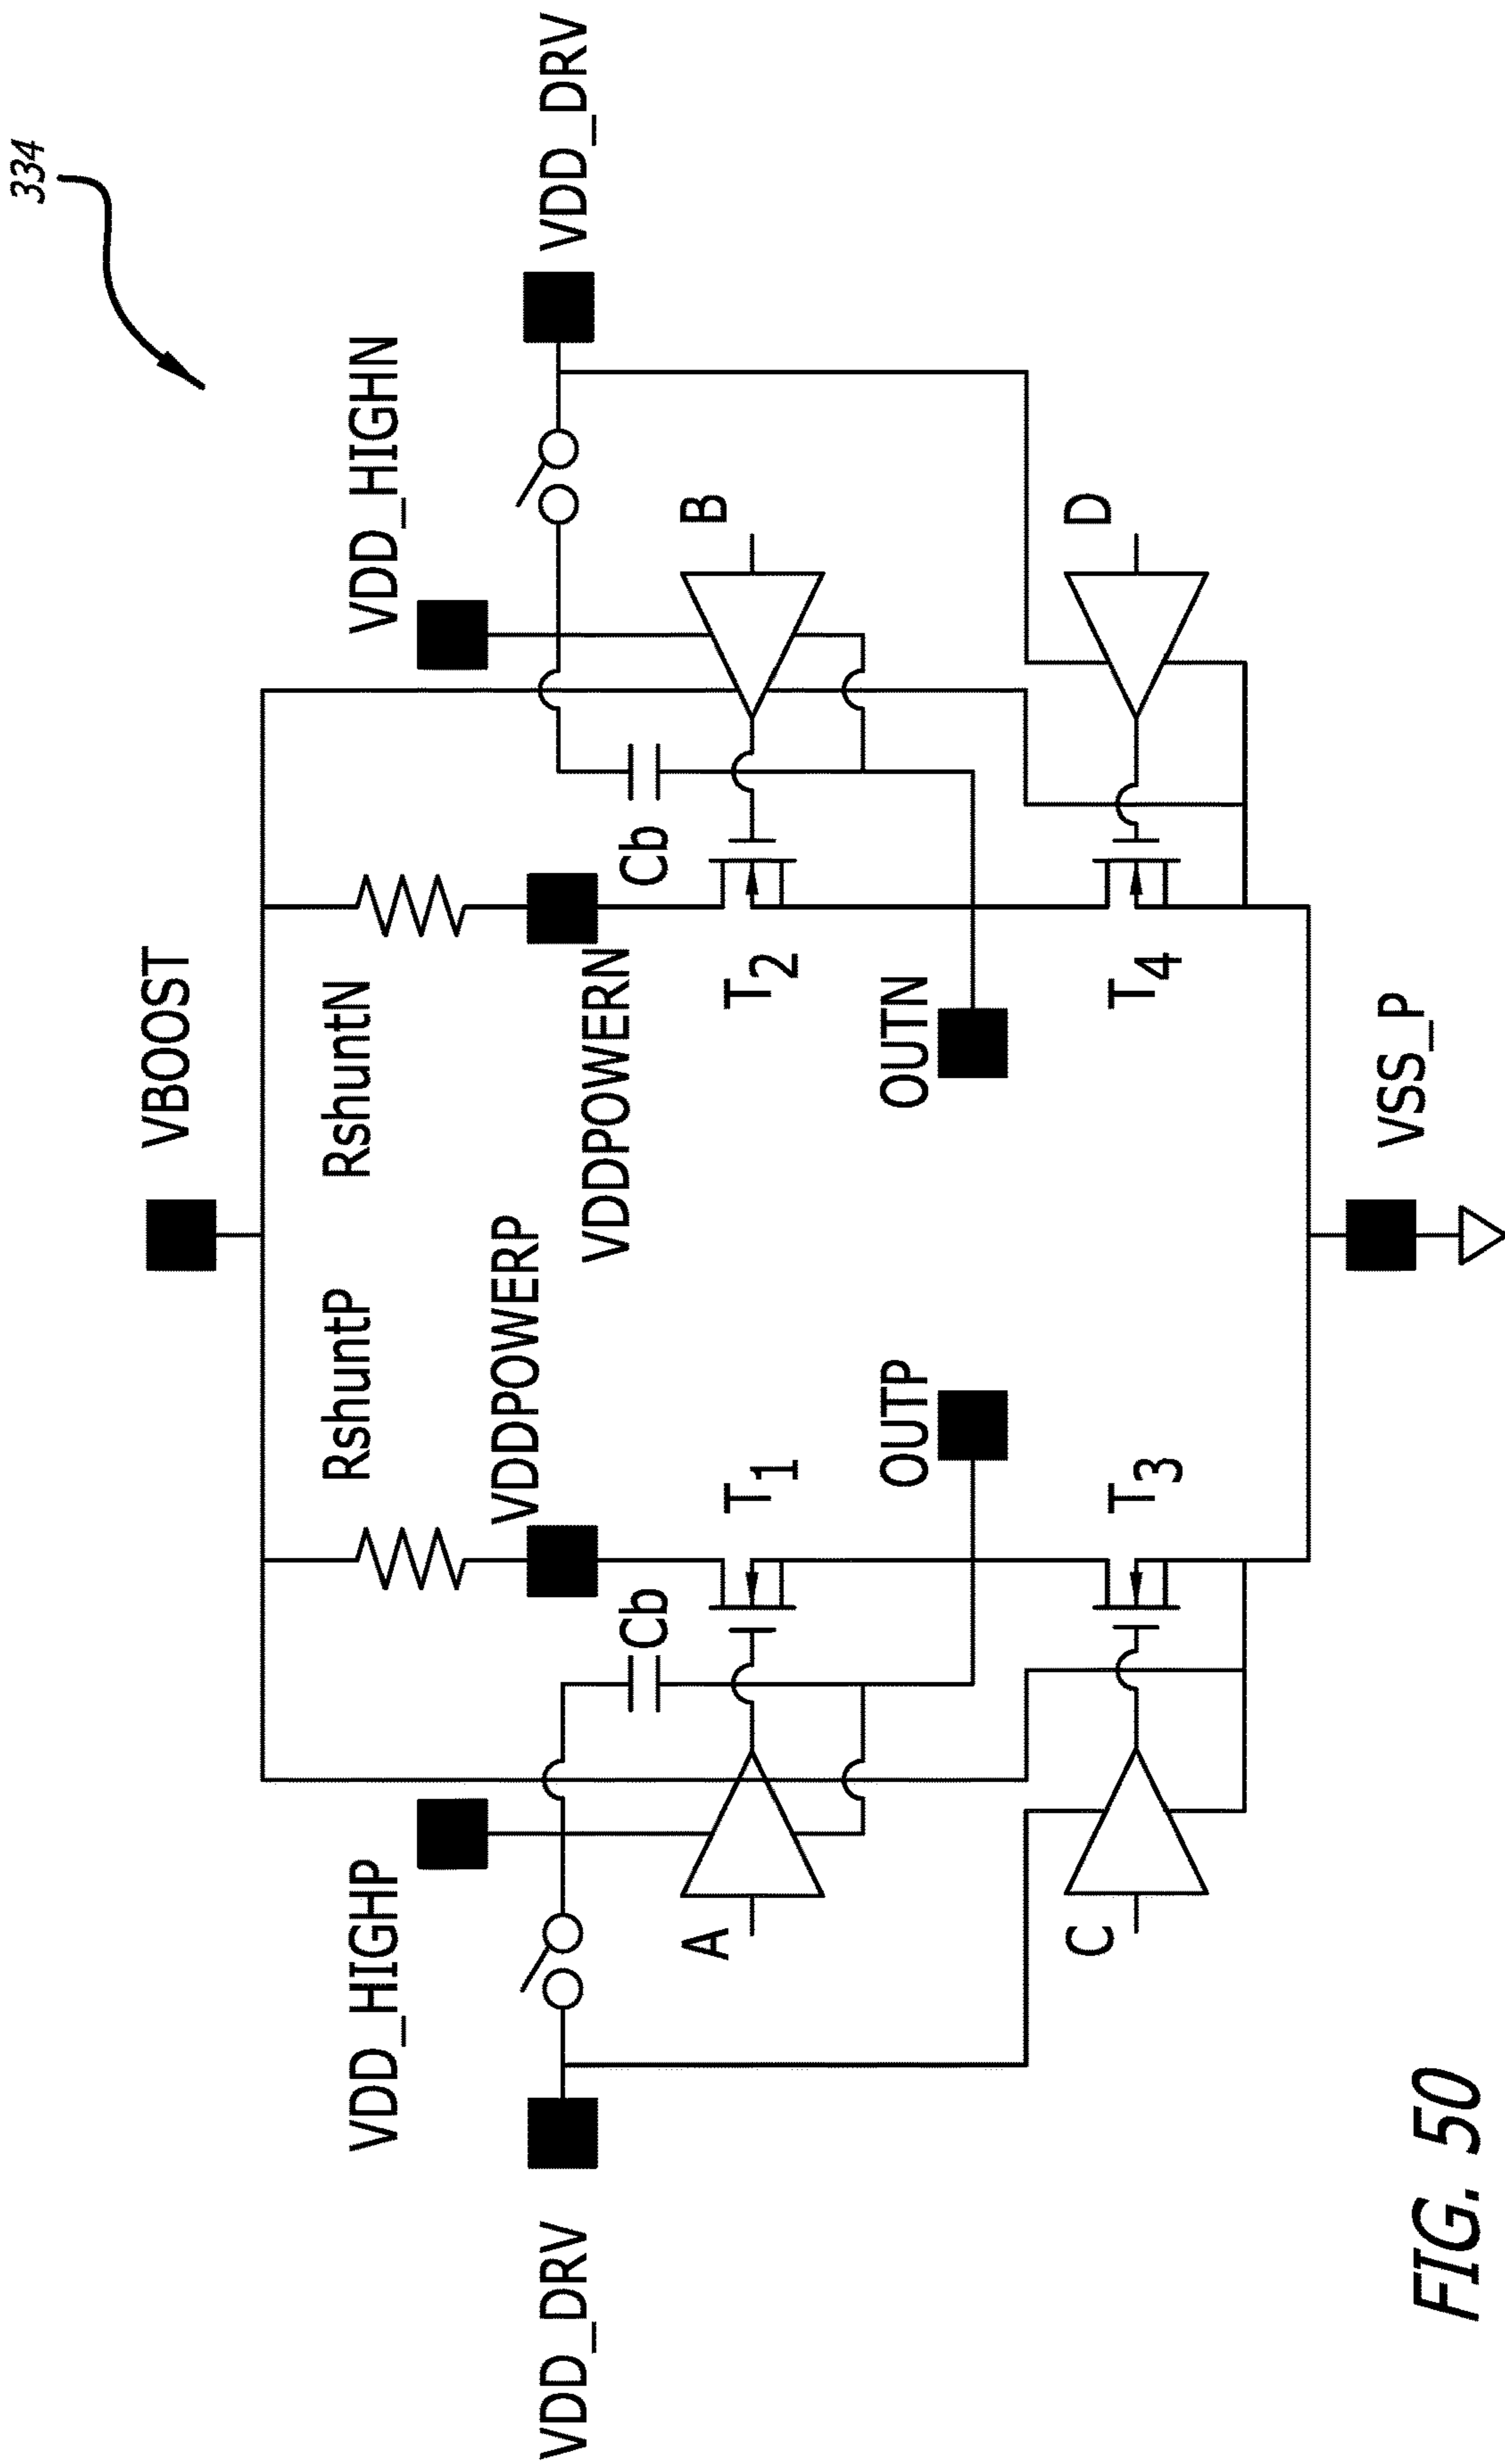 334
VBOOST
VDD_HIGHP
RshuntP
RshuntN
VDD_HIGHN
VDD_DRV
VDDPOWERP
VDDPOWERN
VDD_DRV
Cb
Cb
A
T1
T2
B
OUTP
OUTN
C
T3
T4
D
VSS_P
FIG. 50